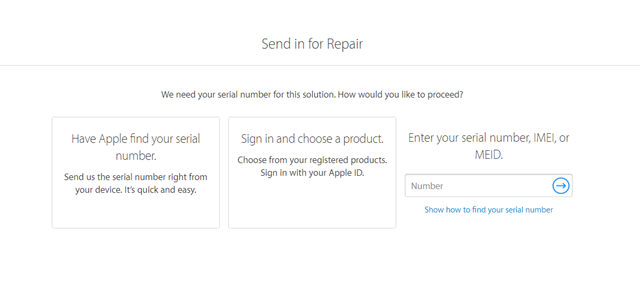 Send in for Repair
We need your serial number for this solution. How would you like to proceed?
Have Apple find your serial
number.
Send us the serial number right from
your device. It's quick and easy.
Sign in and choose a product.
Choose from your registered products.
Sign in with your Apple ID.
Enter your serial number, IMEI, or
MEID.
Number
Show how to find your serial number